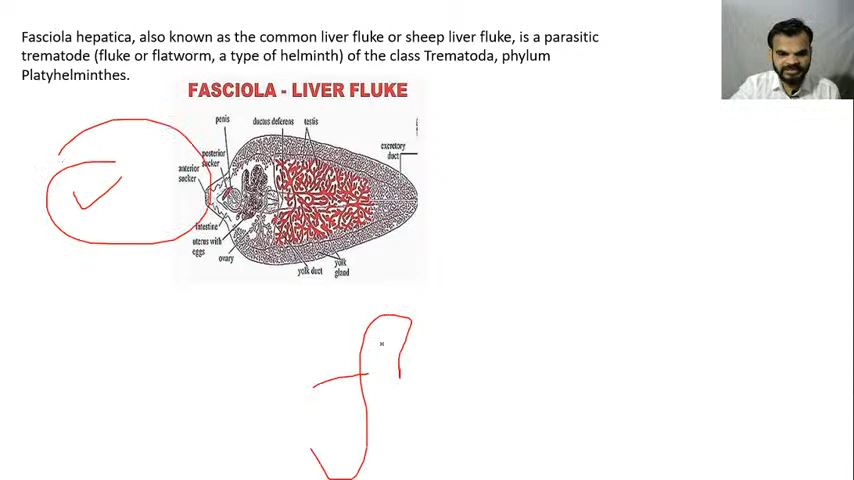 Fasciola hepatica, also known as the common liver fluke or sheep liver fluke, is a parasitic
trematode (fluke or flatworm, a type of helminth) of the class Trematoda, phylum
Platyhelminthes.
FASCIOLA - LIVER FLUKE
penis
ductus deferens
testis
excretory
duct
posterior
sucker
anterior
sucker
intestine
uterus with
eggs
ovary
yolk duct
yolk
gland